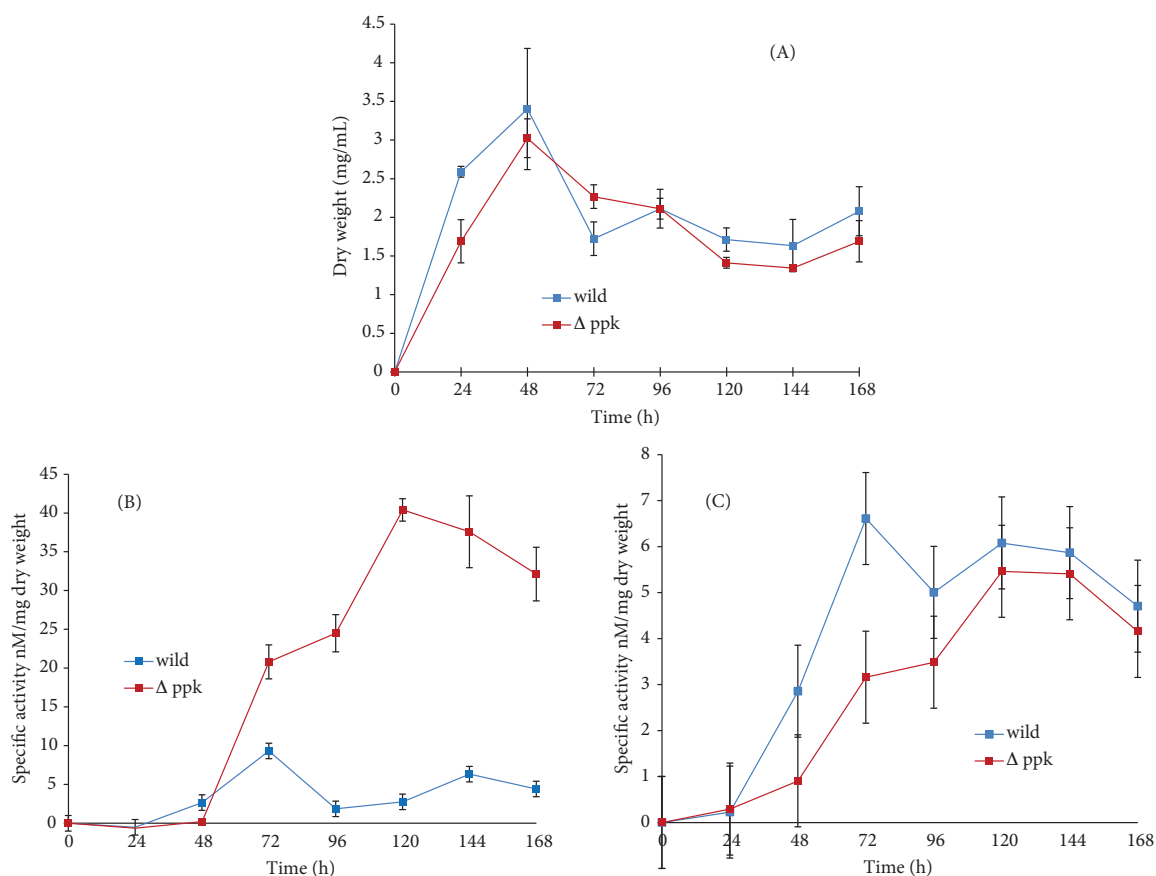 (A)
Dry weight (mg/mL)
4.5
4
3.5
3
2.5
2
1.5
1
0.5
0
wild
Δ ppk
0 24 48 72 96 120 144 168
Time (h)
(B)
Specific activity nM/mg dry weight
45
40
35
30
25
20
15
10
5
0
wild
Δ ppk
0 24 48 72 96 120 144 168
Time (h)
(C)
Specific activity nM/mg dry weight
8
7
6
5
4
3
2
1
0
wild
Δ ppk
0 24 48 72 96 120 144 168
Time (h)